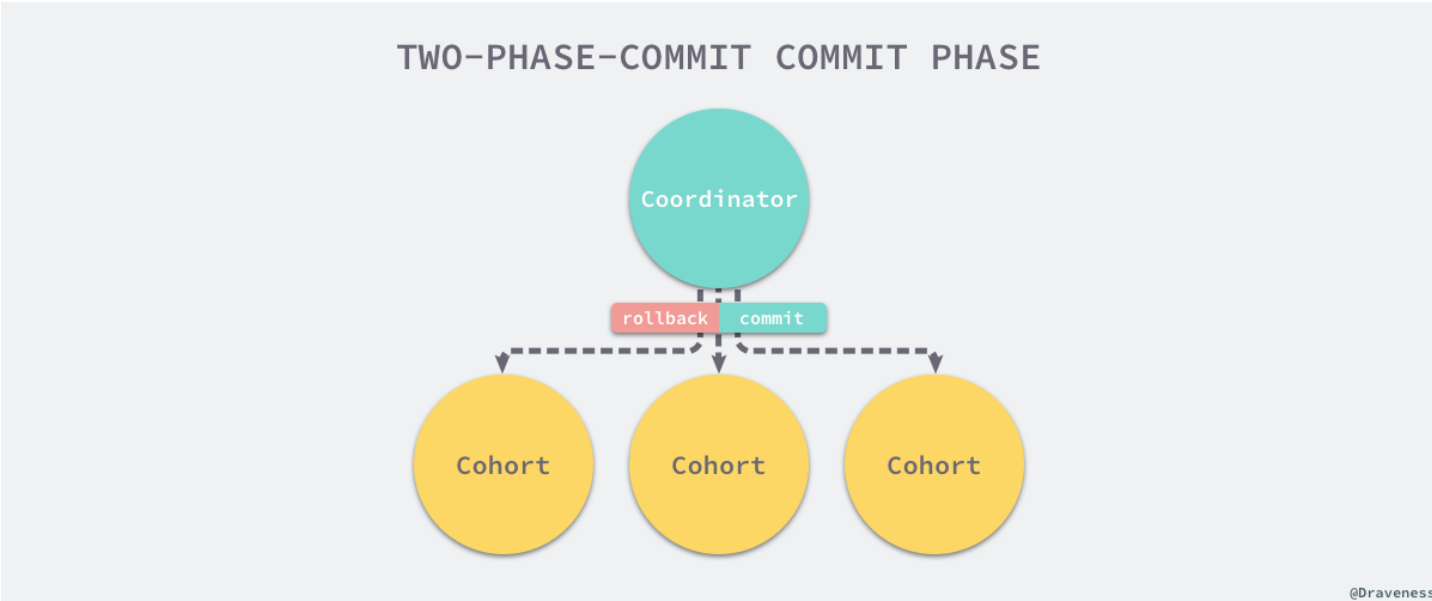 TWO-PHASE-COMMIT COMMIT PHASE
Coordinator
rollback commit
Cohort Cohort Cohort
@Draveness